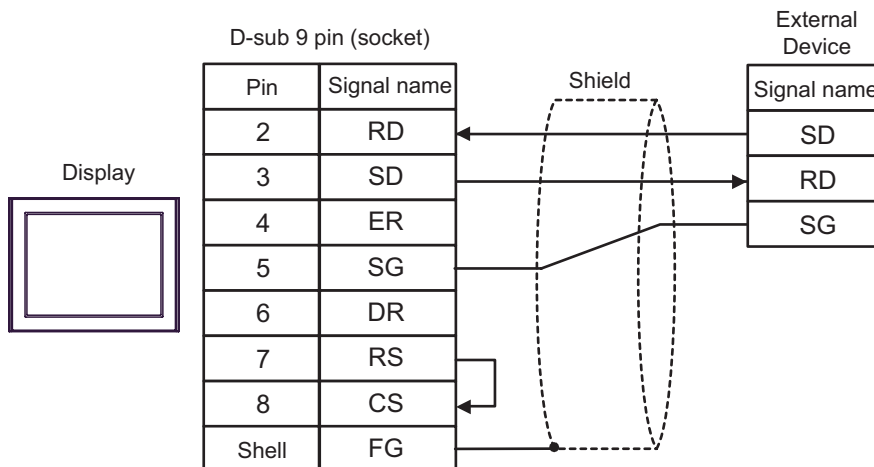 External
Device
D-sub 9 pin (socket)
Pin Signal name Shield Signal name
2 RD SD
Display 3 SD RD
4 ER SG
5 SG
6 DR
7 RS
8 CS
Shell FG